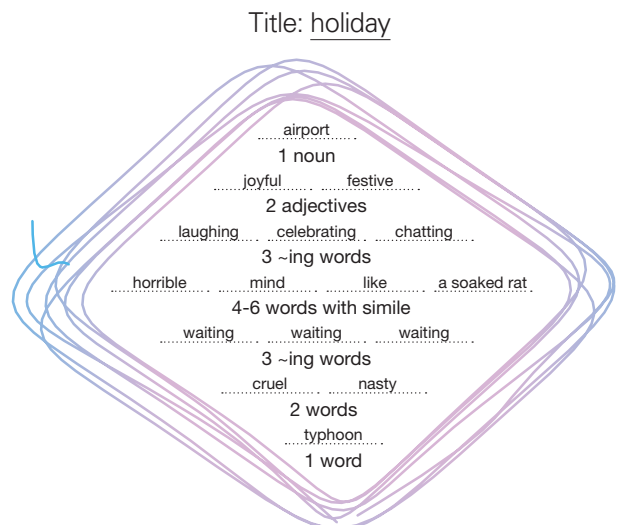 Title: holiday
airport
1 noun
joyful festive
2 adjectives
laughing celebrating chatting
3 ~ing words
horrible mind like a soaked rat
4-6 words with simile
waiting waiting waiting
3 ~ing words
cruel nasty
2 words
typhoon
1 word